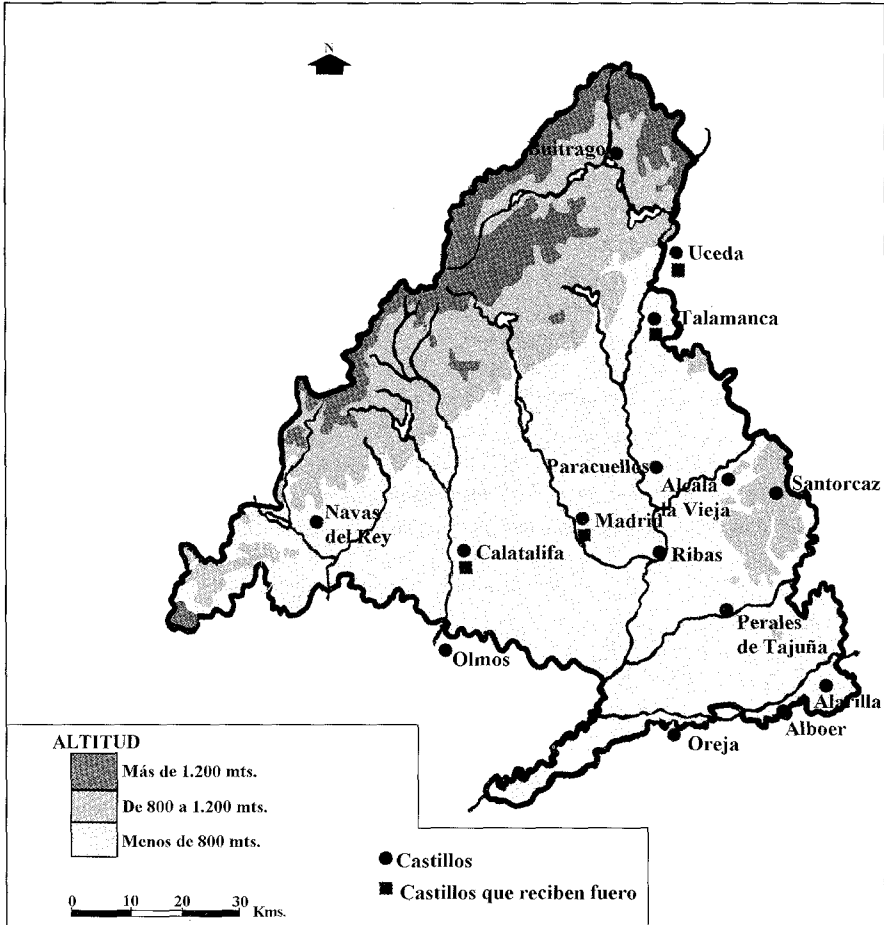 N
Buitrago
Uceda
Talamanca
Paracuellos
Alcalá
la Vieja
Santorcaz
Navas
del Rey
Madrid
Calatalifa
Ribas
Perales
de Tajuña
Olmos
Alarilla
Alboer
Oreja
ALTITUD
Más de 1.200 mts.
De 800 a 1.200 mts.
Menos de 800 mts.
0 10 20 30 Kms.
Castillos
Castillos que reciben fuero